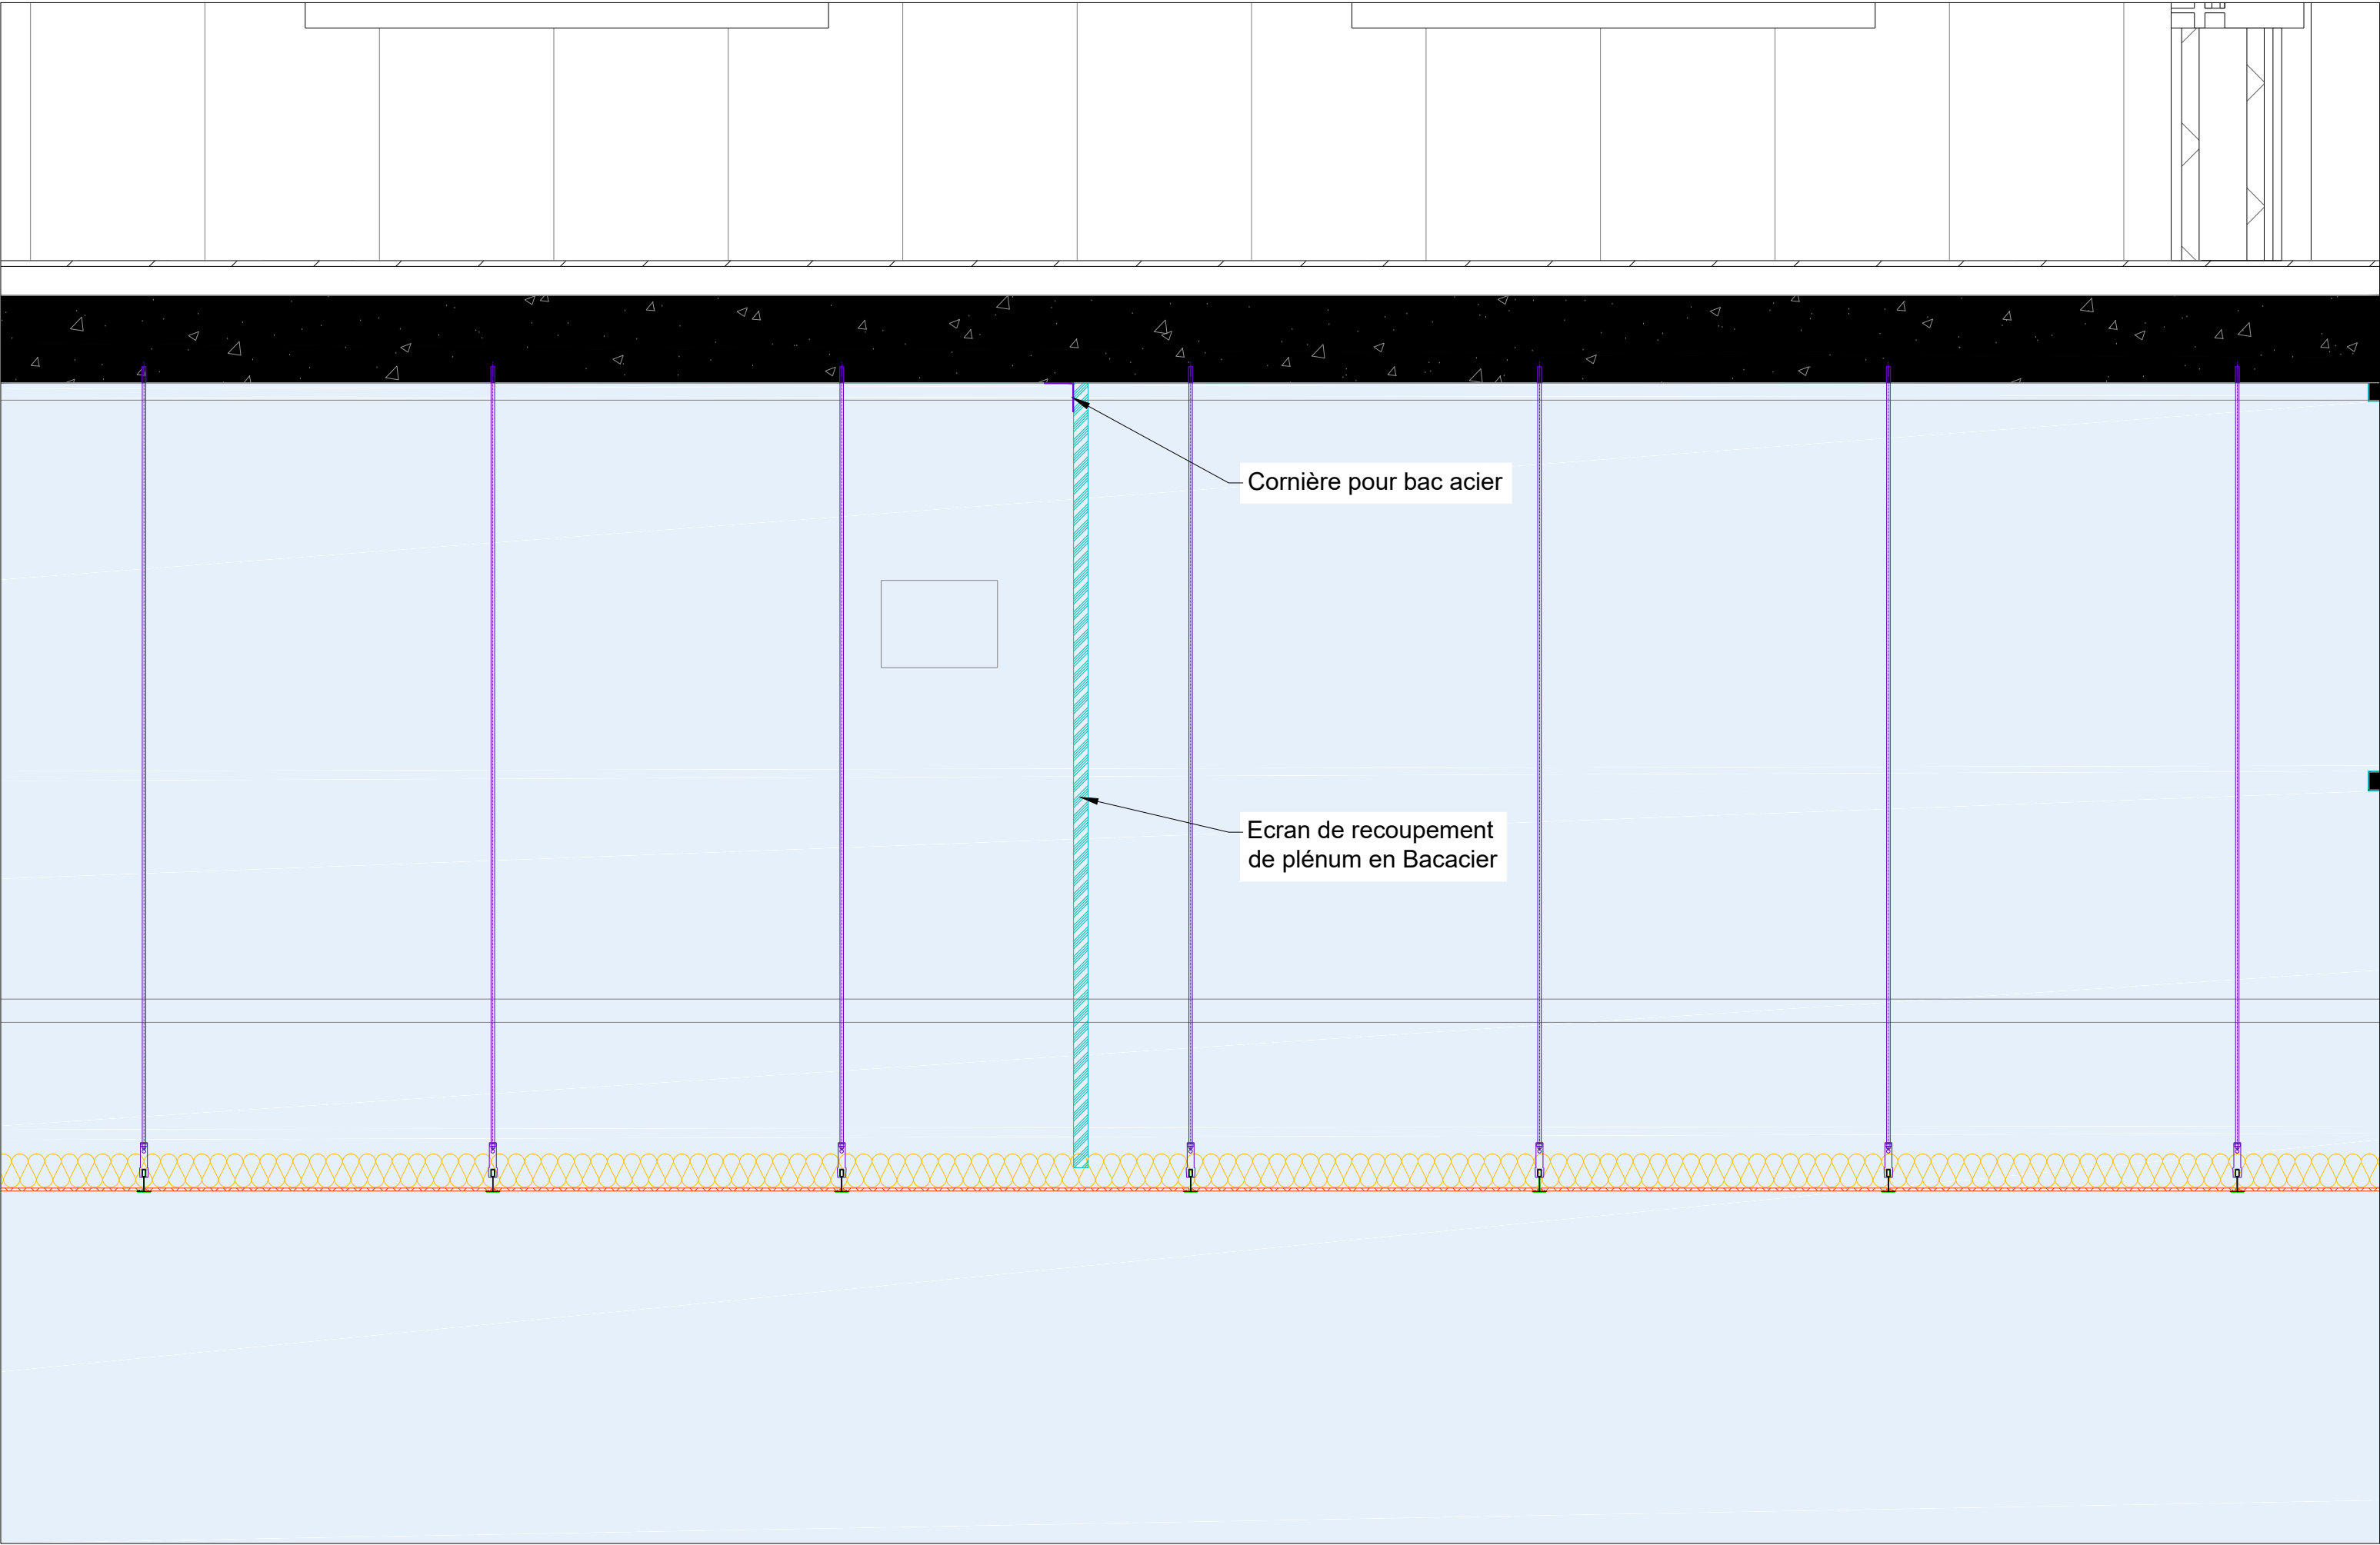 Cornière pour bac acier
Ecran de recoupement
de plénum en Bacacier